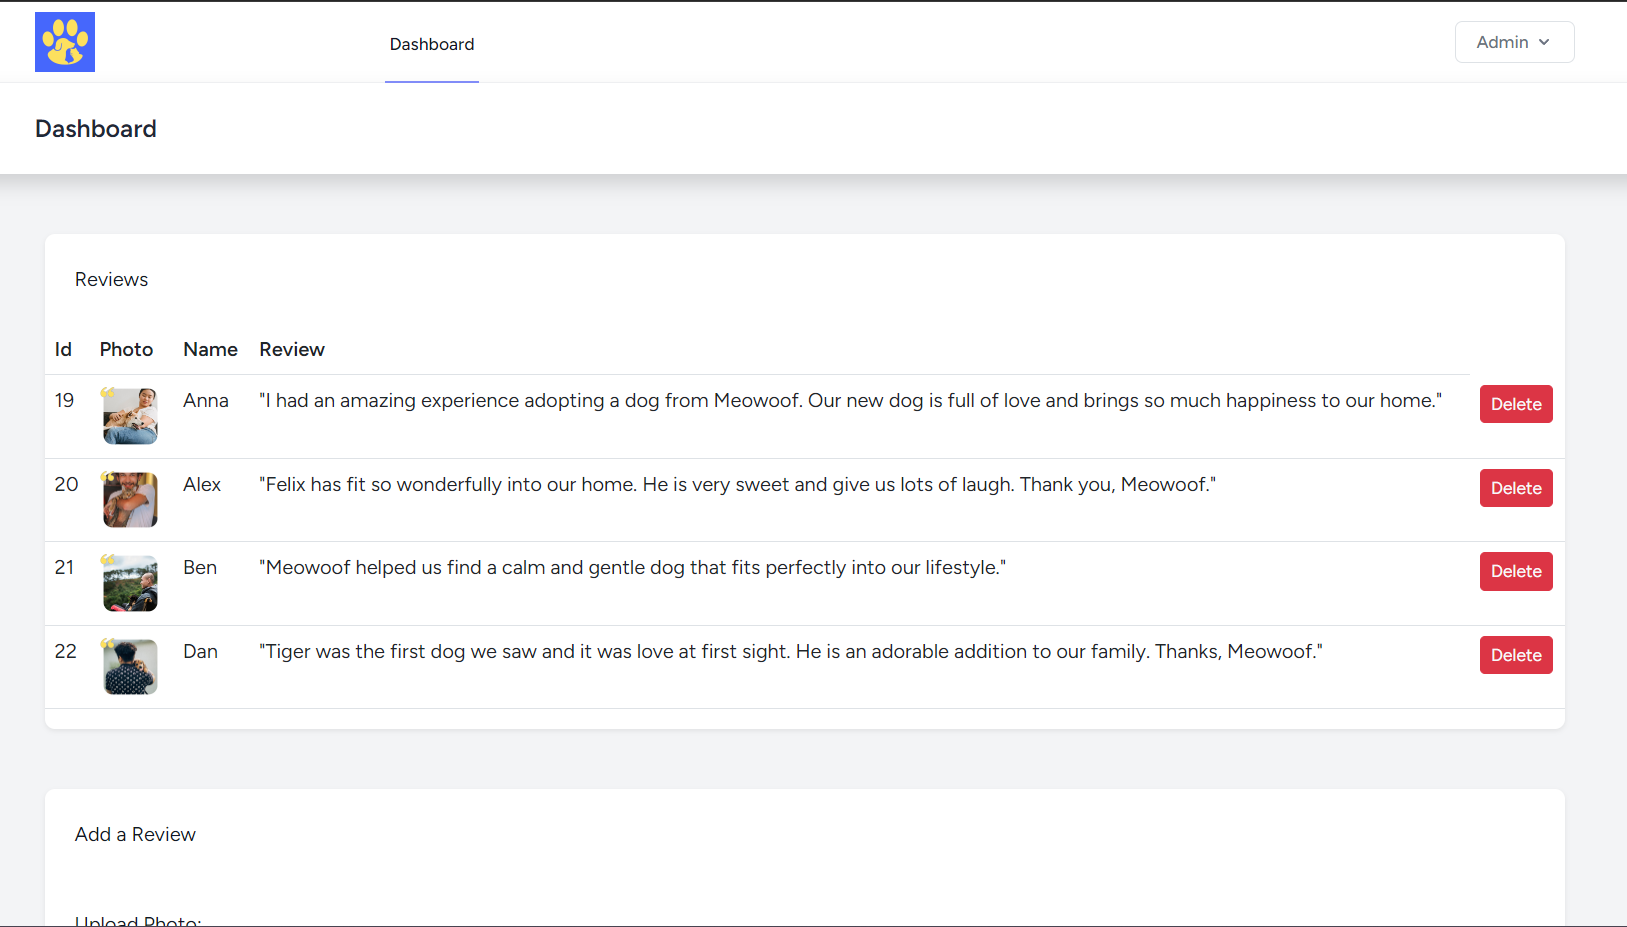 Dashboard
Admin
Dashboard
Reviews
Id Photo Name Review
19 Anna "I had an amazing experience adopting a dog from Meowoof. Our new dog is full of love and brings so much happiness to our home." Delete
20 Alex "Felix has fit so wonderfully into our home. He is very sweet and give us lots of laugh. Thank you, Meowoof." Delete
21 Ben "Meowoof helped us find a calm and gentle dog that fits perfectly into our lifestyle." Delete
22 Dan "Tiger was the first dog we saw and it was love at first sight. He is an adorable addition to our family. Thanks, Meowoof." Delete
Add a Review
Upload Photo: